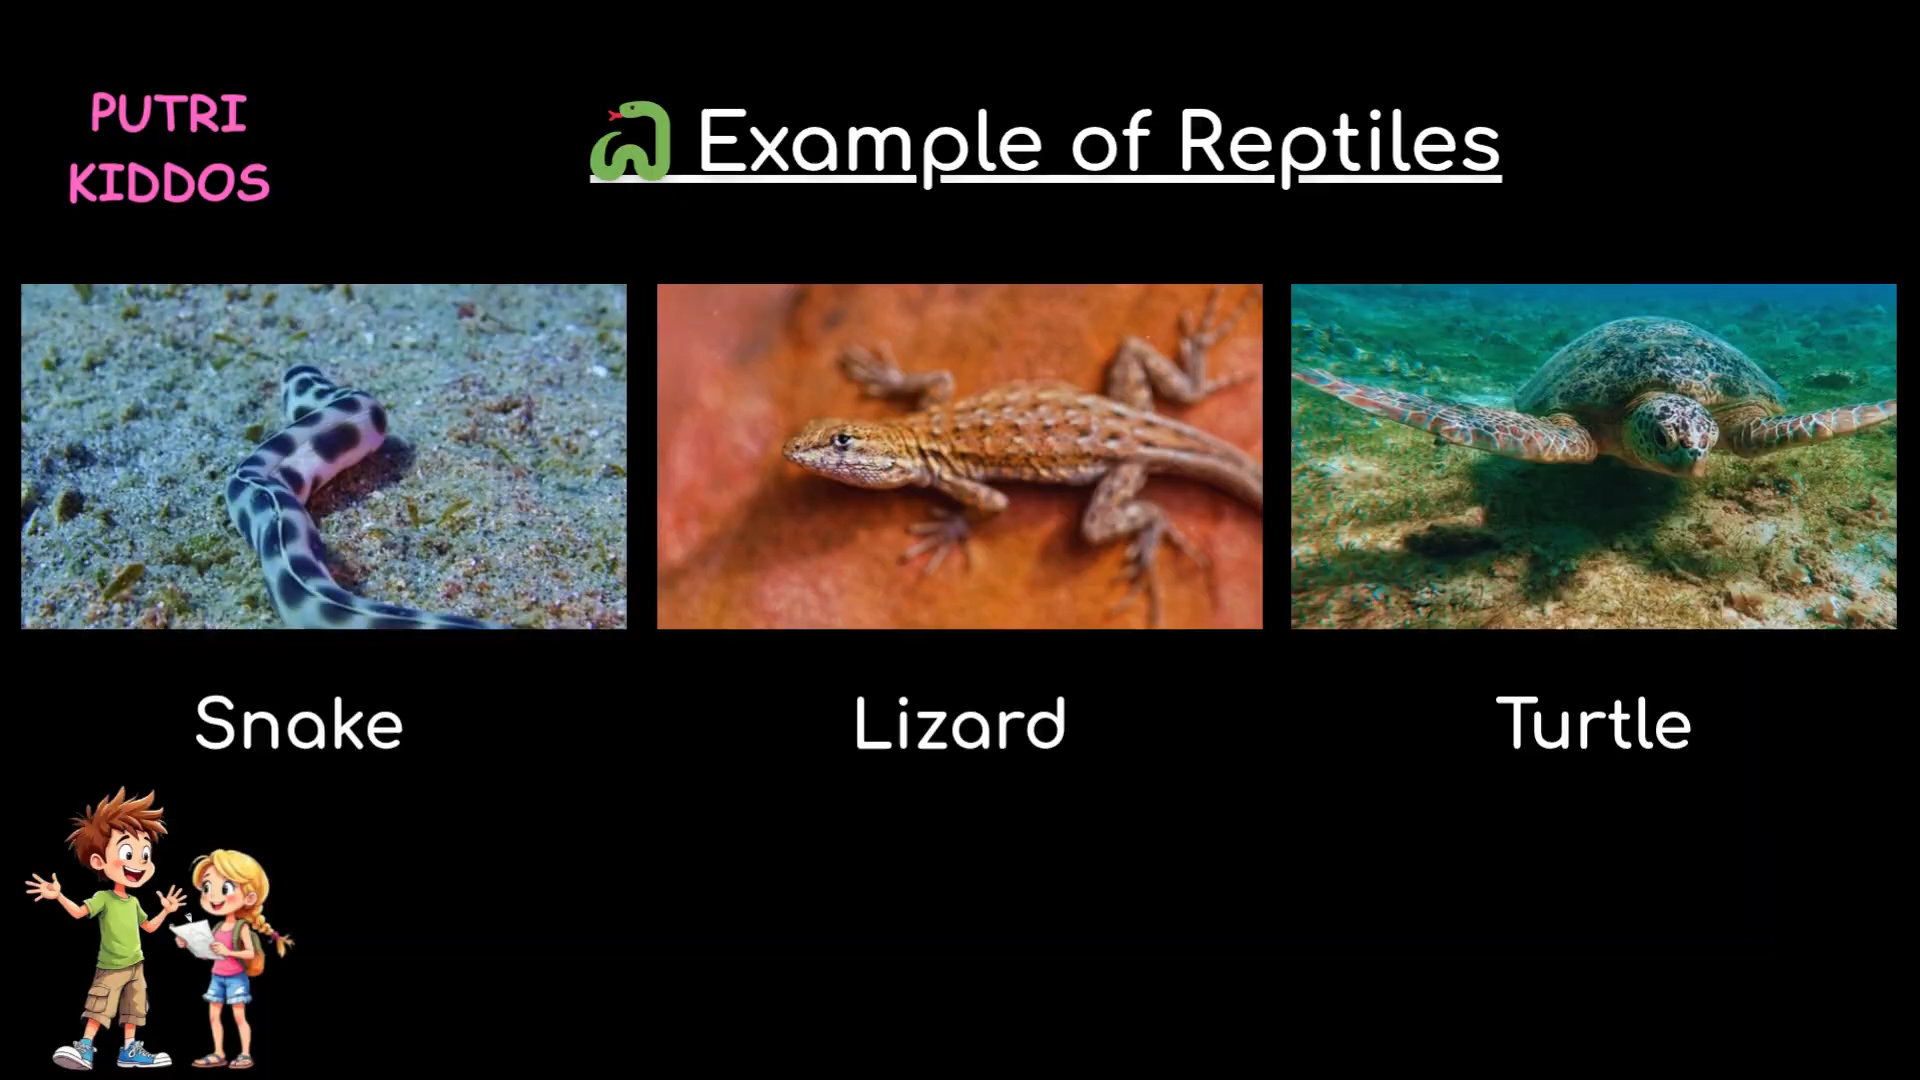 PUTRI
KIDDOS
🐍 Example of Reptiles
Snake
Lizard
Turtle